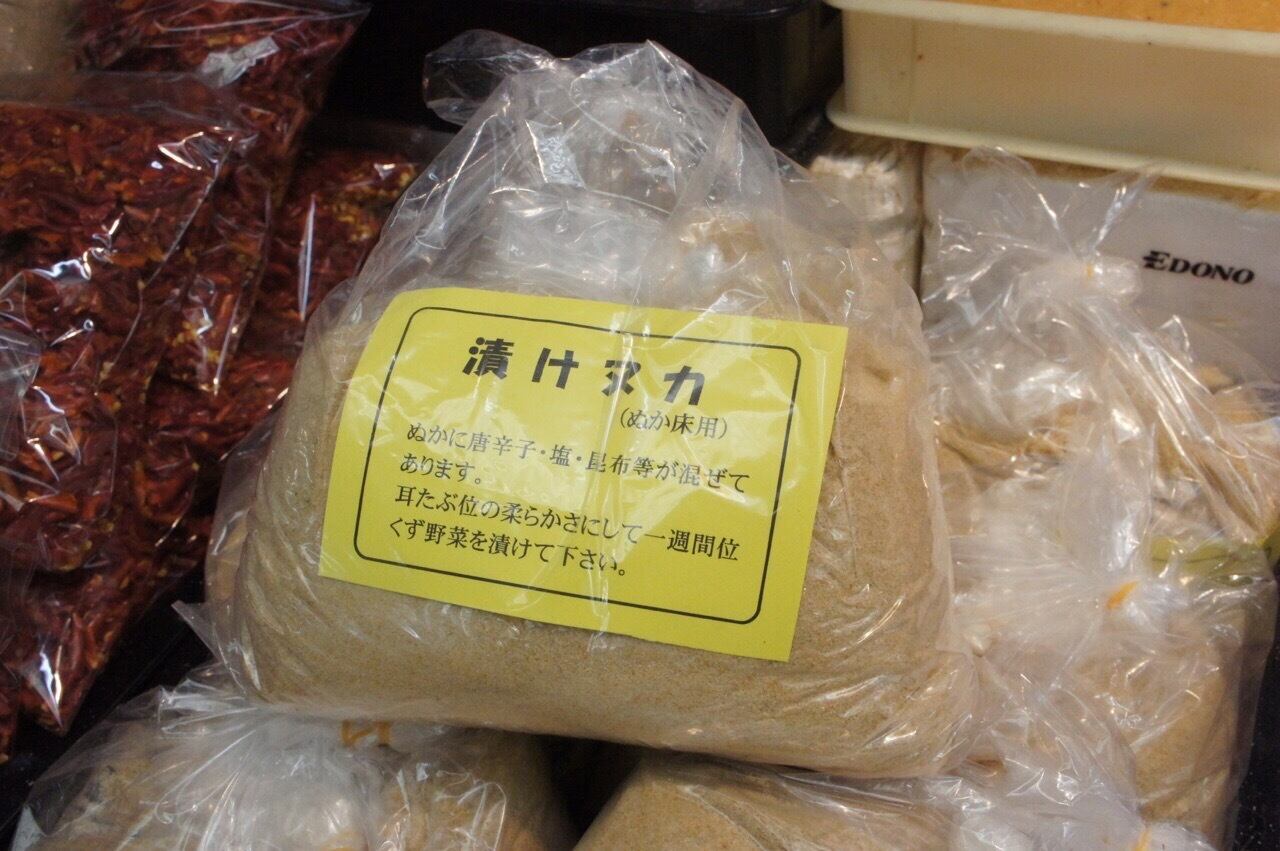 漬けヌカ
(ぬか床用)
ぬかに唐辛子・塩・昆布等が混ぜて
あります。
耳たぶ位の柔らかさにして一週間位
くず野菜を漬けて下さい。
EDONO